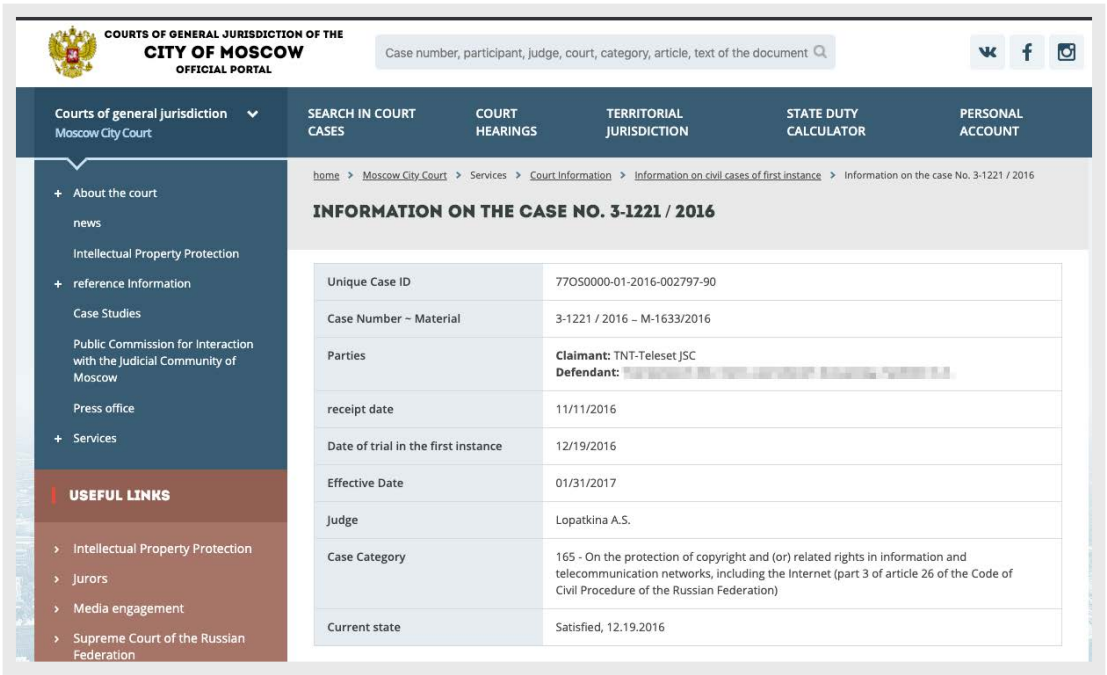 COURTS OF GENERAL JURISDICTION OF THE
CITY OF MOSCOW
OFFICIAL PORTAL
Case number, participant, judge, court, category, article, text of the document
Courts of general jurisdiction
Moscow City Court
SEARCH IN COURT
CASES
COURT
HEARINGS
TERRITORIAL
JURISDICTION
STATE DUTY
CALCULATOR
PERSONAL
ACCOUNT
+ About the court
news
Intellectual Property Protection
+ reference Information
Case Studies
Public Commission for Interaction
with the Judicial Community of
Moscow
Press office
+ Services
USEFUL LINKS
> Intellectual Property Protection
> Jurors
> Media engagement
> Supreme Court of the Russian
Federation
home > Moscow City Court > Services > Court Information > Information on civil cases of first instance > Information on the case No. 3-1221 / 2016
INFORMATION ON THE CASE NO. 3-1221 / 2016
Unique Case ID 77OS0000-01-2016-002797-90
Case Number ~ Material 3-1221 / 2016 – M-1633/2016
Parties Claimant: TNT-Teleset JSC
Defendant:
receipt date 11/11/2016
Date of trial in the first instance 12/19/2016
Effective Date 01/31/2017
Judge Lopatkina A.S.
Case Category 165 - On the protection of copyright and (or) related rights in information and
telecommunication networks, including the Internet (part 3 of article 26 of the Code of
Civil Procedure of the Russian Federation)
Current state Satisfied, 12.19.2016